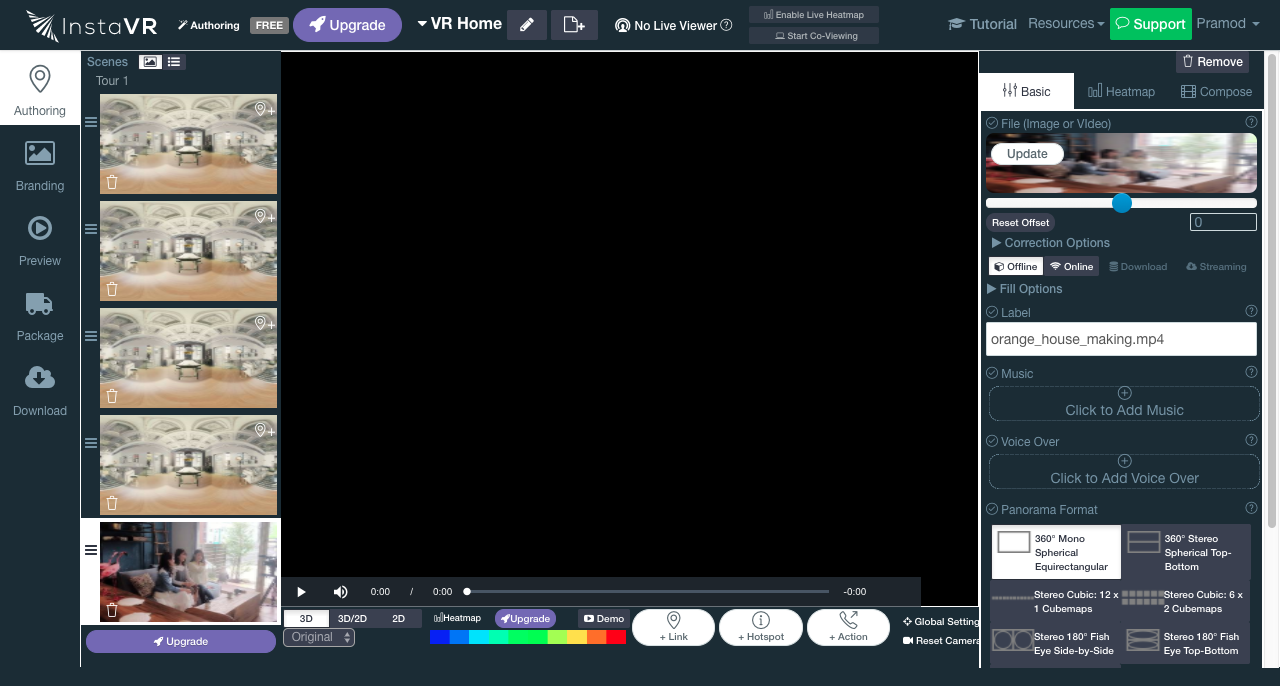 InstaVR
Authoring
FREE
Upgrade
VR Home
No Live Viewer
Enable Live Heatmap
Start Co-Viewing
Tutorial
Resources
Support
Pramod
Authoring
Branding
Preview
Package
Download
Scenes
Tour 1
Upgrade
0:00
/
0:00
-0:00
3D
3D/2D
2D
Original
Heatmap
Upgrade
Demo
+ Link
+ Hotspot
+ Action
Global Setting
Reset Camera
Remove
Basic
Heatmap
Compose
File (Image or VIdeo)
Update
Reset Offset
0
Correction Options
Offline
Online
Download
Streaming
Fill Options
Label
orange_house_making.mp4
Music
Click to Add Music
Voice Over
Click to Add Voice Over
Panorama Format
360° Mono
Spherical
Equirectangular
360° Stereo
Spherical Top-
Bottom
Stereo Cubic: 12 x
1 Cubemaps
Stereo Cubic: 6 x
2 Cubemaps
Stereo 180° Fish
Eye Side-by-Side
Stereo 180° Fish
Eye Top-Bottom